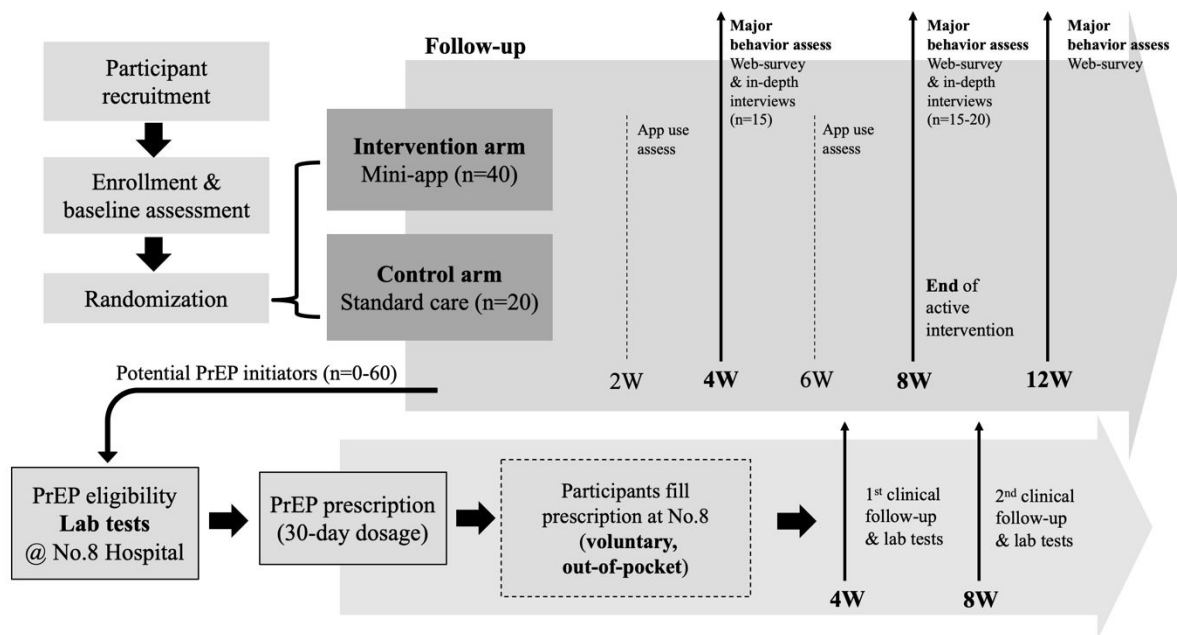 Participant
recruitment
Enrollment &
baseline assessment
Randomization
Follow-up
Intervention arm
Mini-app (n=40)
Control arm
Standard care (n=20)
App use
assess
Major
behavior assess
Web-survey
& in-depth
interviews
(n=15)
App use
assess
Major
behavior assess
Web-survey
& in-depth
interviews
(n=15-20)
End of
active
intervention
Major
behavior assess
Web-survey
2W
4W
6W
8W
12W
Potential PrEP initiators (n=0-60)
PrEP eligibility
Lab tests
@ No.8 Hospital
PrEP prescription
(30-day dosage)
Participants fill
prescription at No.8
(voluntary,
out-of-pocket)
1st clinical
follow-up
& lab tests
2nd clinical
follow-up
& lab tests
4W
8W